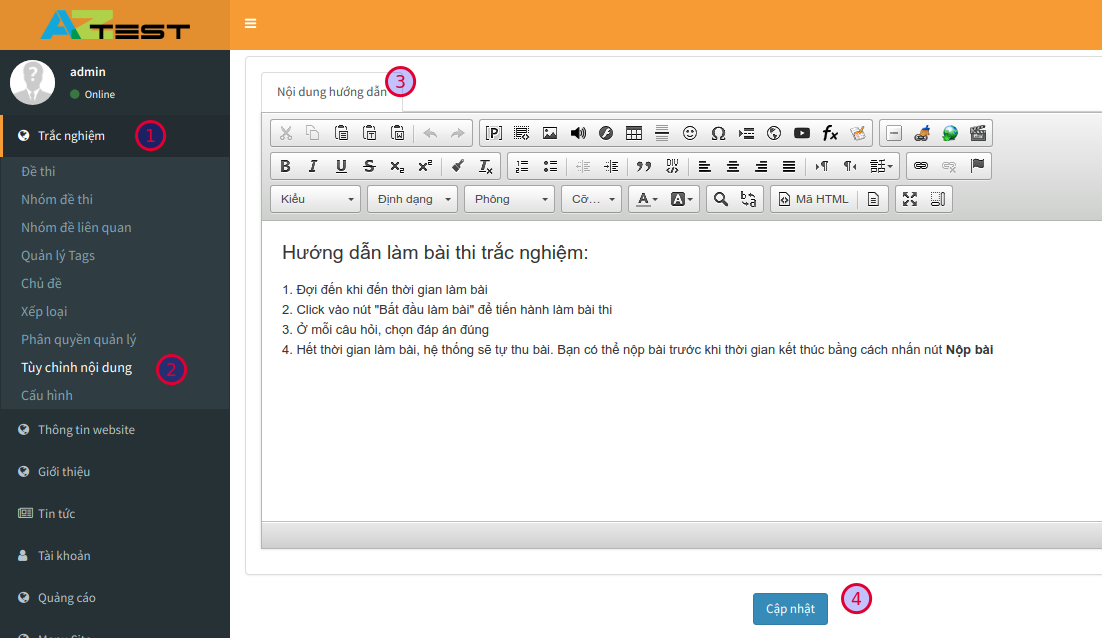 AZTEST
admin
Online
Trắc nghiệm
1
Đề thi
Nhóm đề thi
Nhóm đề liên quan
Quản lý Tags
Chủ đề
Xếp loại
Phân quyền quản lý
Tùy chỉnh nội dung
2
Cấu hình
Thông tin website
Giới thiệu
Tin tức
Tài khoản
Quảng cáo
Menu Site
Nội dung hướng dẫn
3
Kiểu
Định dạng
Phông
Cỡ...
Mã HTML
Hướng dẫn làm bài thi trắc nghiệm:
1. Đợi đến khi đến thời gian làm bài
2. Click vào nút "Bắt đầu làm bài" để tiến hành làm bài thi
3. Ở mỗi câu hỏi, chọn đáp án đúng
4. Hết thời gian làm bài, hệ thống sẽ tự thu bài. Bạn có thể nộp bài trước khi thời gian kết thúc bằng cách nhấn nút Nộp bài
Cập nhật
4